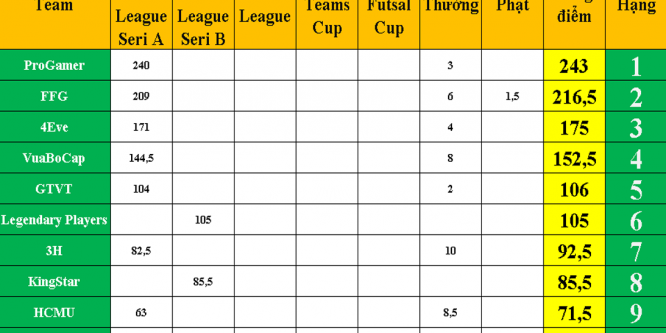 Team League Seri A League Seri B League Teams Cup Futsal Cup Thưởng Phạt điểm Hạng
ProGamer 240 3 243 1
FFG 209 6 1,5 216,5 2
4Eve 171 4 175 3
VuaBoCap 144,5 8 152,5 4
GTVT 104 2 106 5
Legendary Players 105 105 6
3H 82,5 10 92,5 7
KingStar 85,5 85,5 8
HCMU 63 8,5 71,5 9